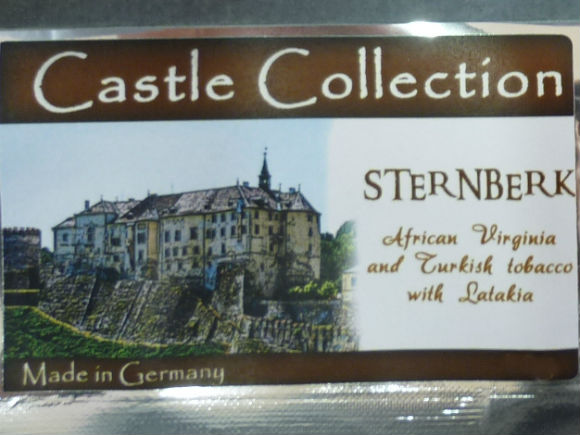 Castle Collection
STERNBERK
African Virginia
and Turkish tobacco
with Latakia
Made in Germany